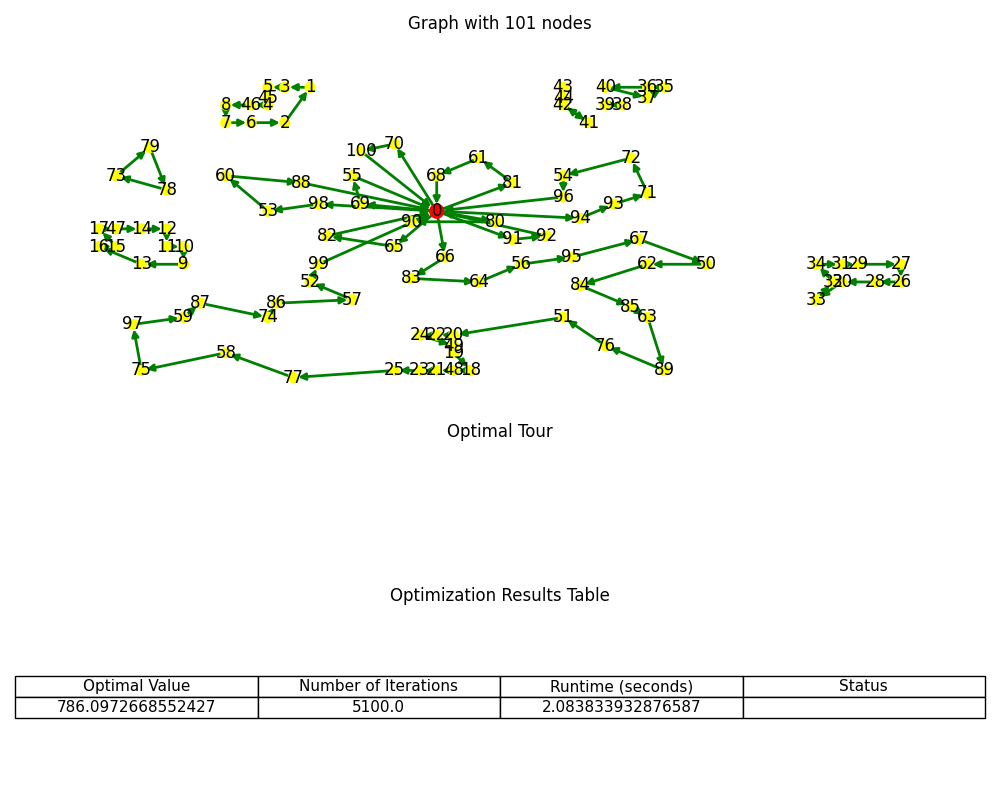 Graph with 101 nodes
5 3 1 43 40 36 35
45 44 37
8 46 4 42 39 38
7 6 2 41
79 100 70 61 72
73 60 55 68 54
78 88 81
53 98 69 96 93 71
90 0 80 94
17 47 14 12 82 91 92 67
16 15 11 10 65
13 9 99 66 56 95 62 50 34 31 29 27
52 83 64 84 32 30 28 26
87 86 57 33
97 59 74 51 85 63
24 22 20
49
58 19 76
75 77 25 23 21 48 18 89
Optimal Tour
Optimization Results Table
Optimal Value Number of Iterations Runtime (seconds) Status
786.0972668552427 5100.0 2.083833932876587